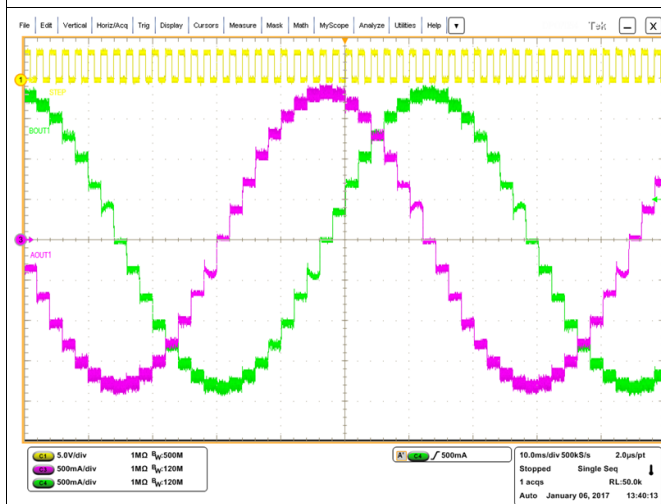 File Edit Vertical Horiz/Acq Trig Display Cursors Measure Mask Math MyScope Analyze Utilities Help Tek X
1
STEP
BOUT1
3
AOUT1
C1 5.0V/div 1MΩ BW:500M
C3 500mA/div 1MΩ BW:120M
C4 500mA/div 1MΩ BW:120M
A' C4 500mA
10.0ms/div 500kS/s 2.0µs/pt
Stopped Single Seq
1 acqs RL:50.0k
Auto January 06, 2017 13:40:13